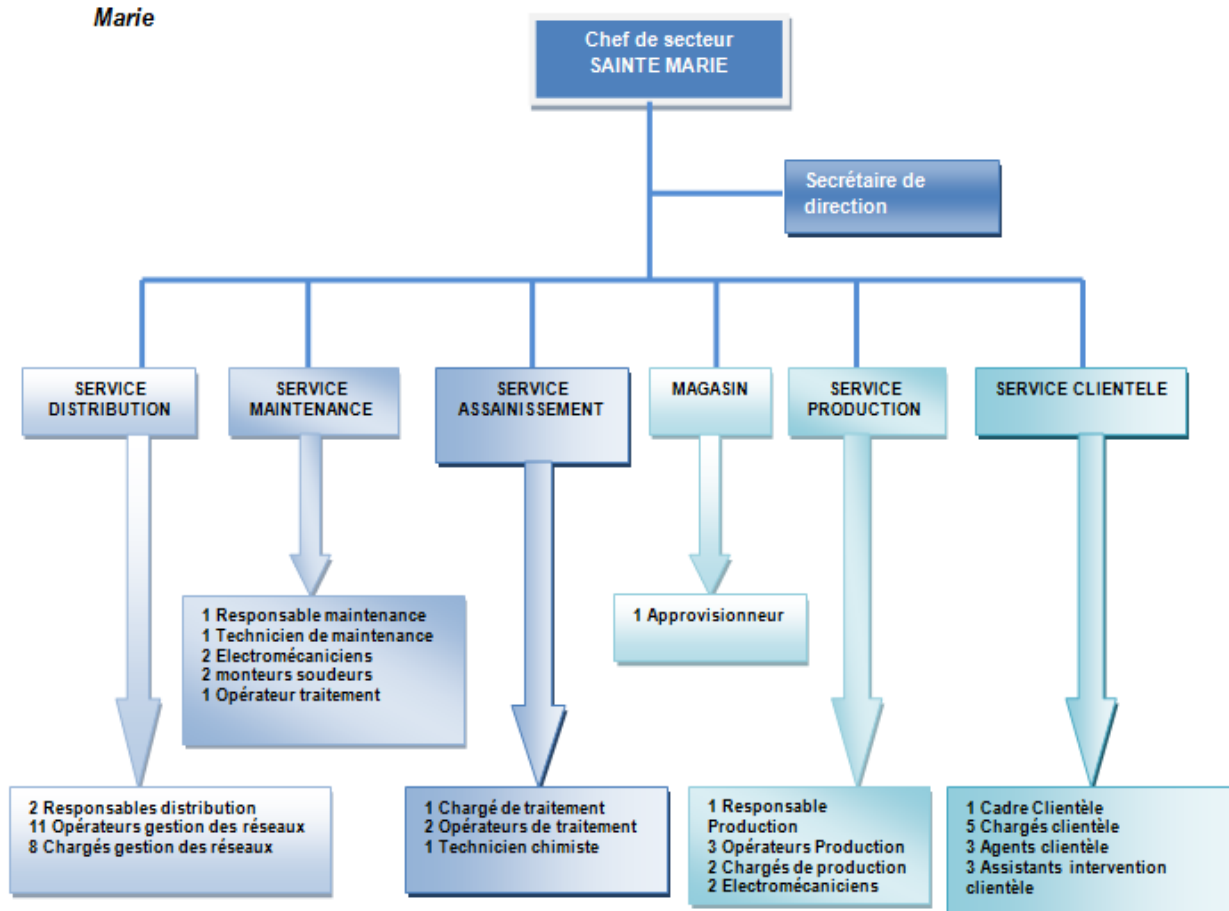 Marie
Chef de secteur
SAINTE MARIE
Secrétaire de
direction
SERVICE
DISTRIBUTION
SERVICE
MAINTENANCE
SERVICE
ASSAINISSEMENT
MAGASIN
SERVICE
PRODUCTION
SERVICE CLIENTELE
1 Responsable maintenance
1 Technicien de maintenance
2 Electromécaniciens
2 monteurs soudeurs
1 Opérateur traitement
1 Approvisionneur
2 Responsables distribution
11 Opérateurs gestion des réseaux
8 Chargés gestion des réseaux
1 Chargé de traitement
2 Opérateurs de traitement
1 Technicien chimiste
1 Responsable
Production
3 Opérateurs Production
2 Chargés de production
2 Electromécaniciens
1 Cadre Clientèle
5 Chargés clientèle
3 Agents clientèle
3 Assistants intervention
clientèle